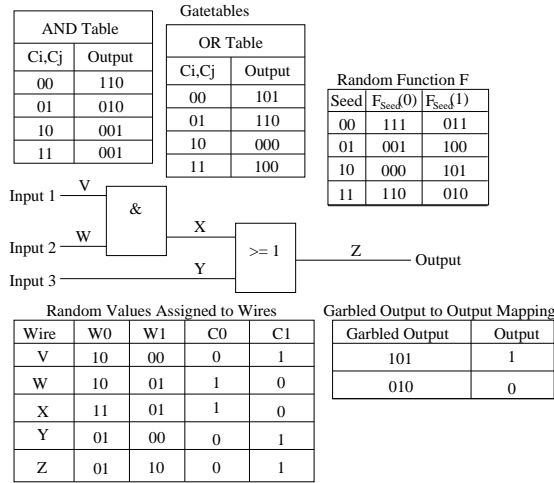 Gatetables
AND Table
Ci,Cj Output
00 110
01 010
10 001
11 001
OR Table
Ci,Cj Output
00 101
01 110
10 000
11 100
Random Function F
Seed FSeed(0) FSeed(1)
00 111 011
01 001 100
10 000 101
11 110 010
Input 1 V
&
Input 2 W
X
Input 3 Y
>= 1
Z Output
Random Values Assigned to Wires
Wire W0 W1 C0 C1
V 10 00 0 1
W 10 01 1 0
X 11 01 1 0
Y 01 00 0 1
Z 01 10 0 1
Garbled Output to Output Mapping
Garbled Output Output
101 1
010 0